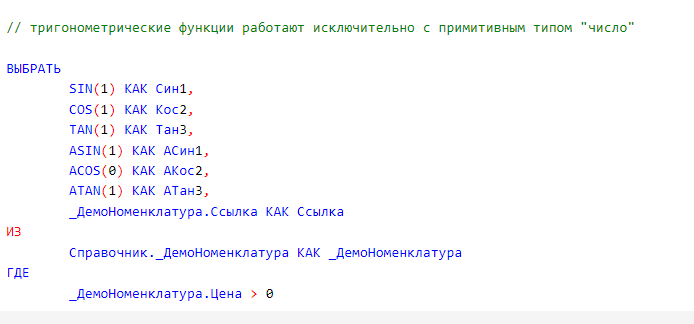 // тригонометрические функции работают исключительно с примитивным типом "число"
ВЫБРАТЬ
SIN(1) КАК Син1,
COS(1) КАК Кос2,
TAN(1) КАК Тан3,
ASIN(1) КАК АСин1,
ACOS(0) КАК АКос2,
ATAN(1) КАК АТан3,
_ДемоНоменклатура.Ссылка КАК Ссылка
ИЗ
Справочник._ДемоНоменклатура КАК _ДемоНоменклатура
ГДЕ
_ДемоНоменклатура.Цена > 0